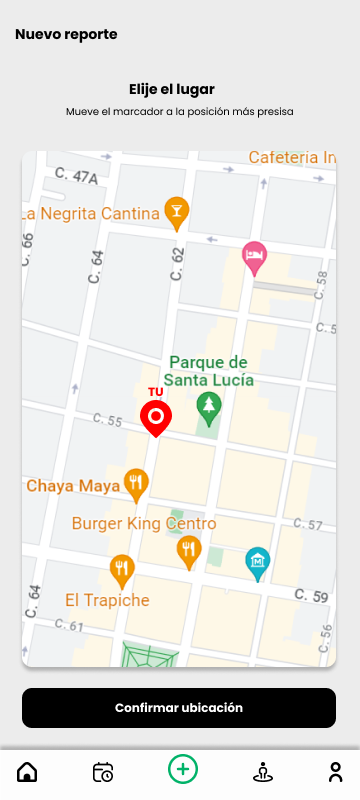 Nuevo reporte
Elije el lugar
Mueve el marcador a la posición más presisa
Cafetería In
C. 47A
La Negrita Cantina
C. 66
C. 64
C. 62
C. 58
C. 5
Parque de
Santa Lucía
TU
C. 55
Chaya Maya
Burger King Centro
C. 57
El Trapiche
C. 59
C. 64
C. 61
C. 56
Confirmar ubicación